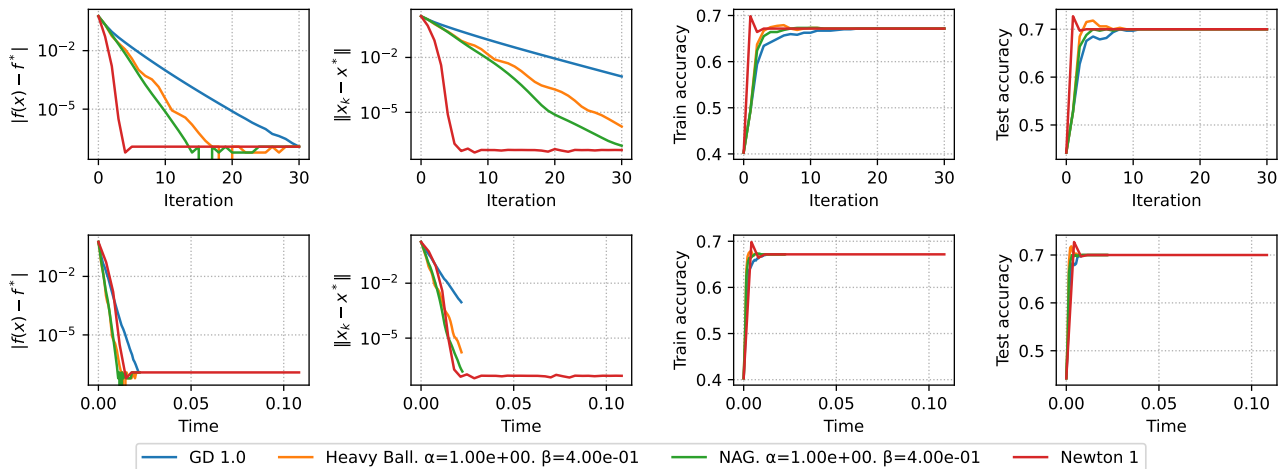 |f(x) − f*|
10⁻²
10⁻⁵
0 10 20 30
Iteration
‖xₖ − x*‖
10⁻²
10⁻⁵
0 10 20 30
Iteration
Train accuracy
0.7
0.6
0.5
0.4
0 10 20 30
Iteration
Test accuracy
0.7
0.6
0.5
0 10 20 30
Iteration
|f(x) − f*|
10⁻²
10⁻⁵
0.00 0.05 0.10
Time
‖xₖ − x*‖
10⁻²
10⁻⁵
0.00 0.05 0.10
Time
Train accuracy
0.7
0.6
0.5
0.4
0.00 0.05 0.10
Time
Test accuracy
0.7
0.6
0.5
0.00 0.05 0.10
Time
GD 1.0 Heavy Ball. α=1.00e+00. β=4.00e-01 NAG. α=1.00e+00. β=4.00e-01 Newton 1